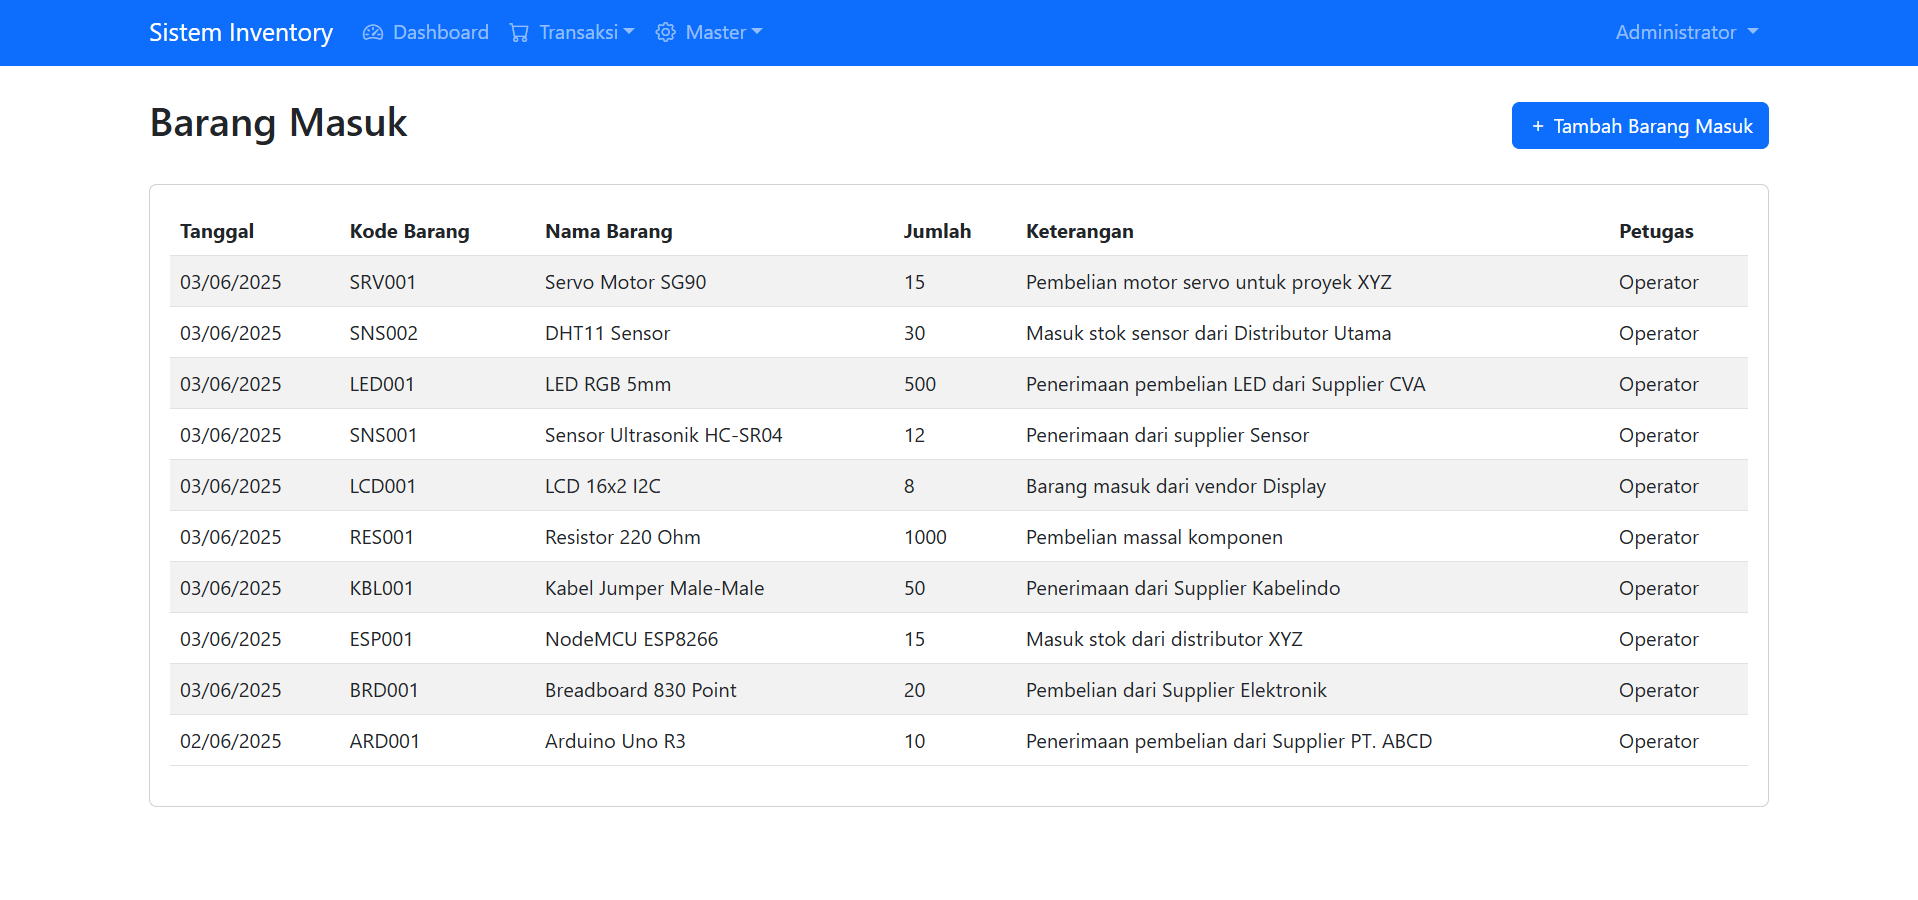 Sistem Inventory Dashboard Transaksi Master Administrator
Barang Masuk + Tambah Barang Masuk
Tanggal Kode Barang Nama Barang Jumlah Keterangan Petugas
03/06/2025 SRV001 Servo Motor SG90 15 Pembelian motor servo untuk proyek XYZ Operator
03/06/2025 SNS002 DHT11 Sensor 30 Masuk stok sensor dari Distributor Utama Operator
03/06/2025 LED001 LED RGB 5mm 500 Penerimaan pembelian LED dari Supplier CVA Operator
03/06/2025 SNS001 Sensor Ultrasonik HC-SR04 12 Penerimaan dari supplier Sensor Operator
03/06/2025 LCD001 LCD 16x2 I2C 8 Barang masuk dari vendor Display Operator
03/06/2025 RES001 Resistor 220 Ohm 1000 Pembelian massal komponen Operator
03/06/2025 KBL001 Kabel Jumper Male-Male 50 Penerimaan dari Supplier Kabelindo Operator
03/06/2025 ESP001 NodeMCU ESP8266 15 Masuk stok dari distributor XYZ Operator
03/06/2025 BRD001 Breadboard 830 Point 20 Pembelian dari Supplier Elektronik Operator
02/06/2025 ARD001 Arduino Uno R3 10 Penerimaan pembelian dari Supplier PT. ABCD Operator